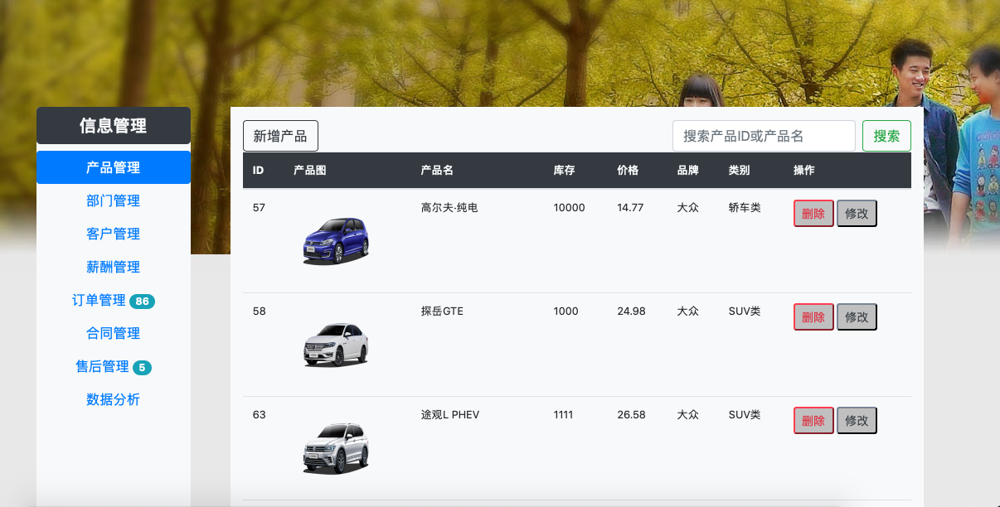 信息管理
产品管理
部门管理
客户管理
薪酬管理
订单管理 86
合同管理
售后管理 5
数据分析
新增产品 搜索产品ID或产品名 搜索
ID 产品图 产品名 库存 价格 品牌 类别 操作
57 高尔夫·纯电 10000 14.77 大众 轿车类 删除 修改
58 探岳GTE 1000 24.98 大众 SUV类 删除 修改
63 途观L PHEV 1111 26.58 大众 SUV类 删除 修改